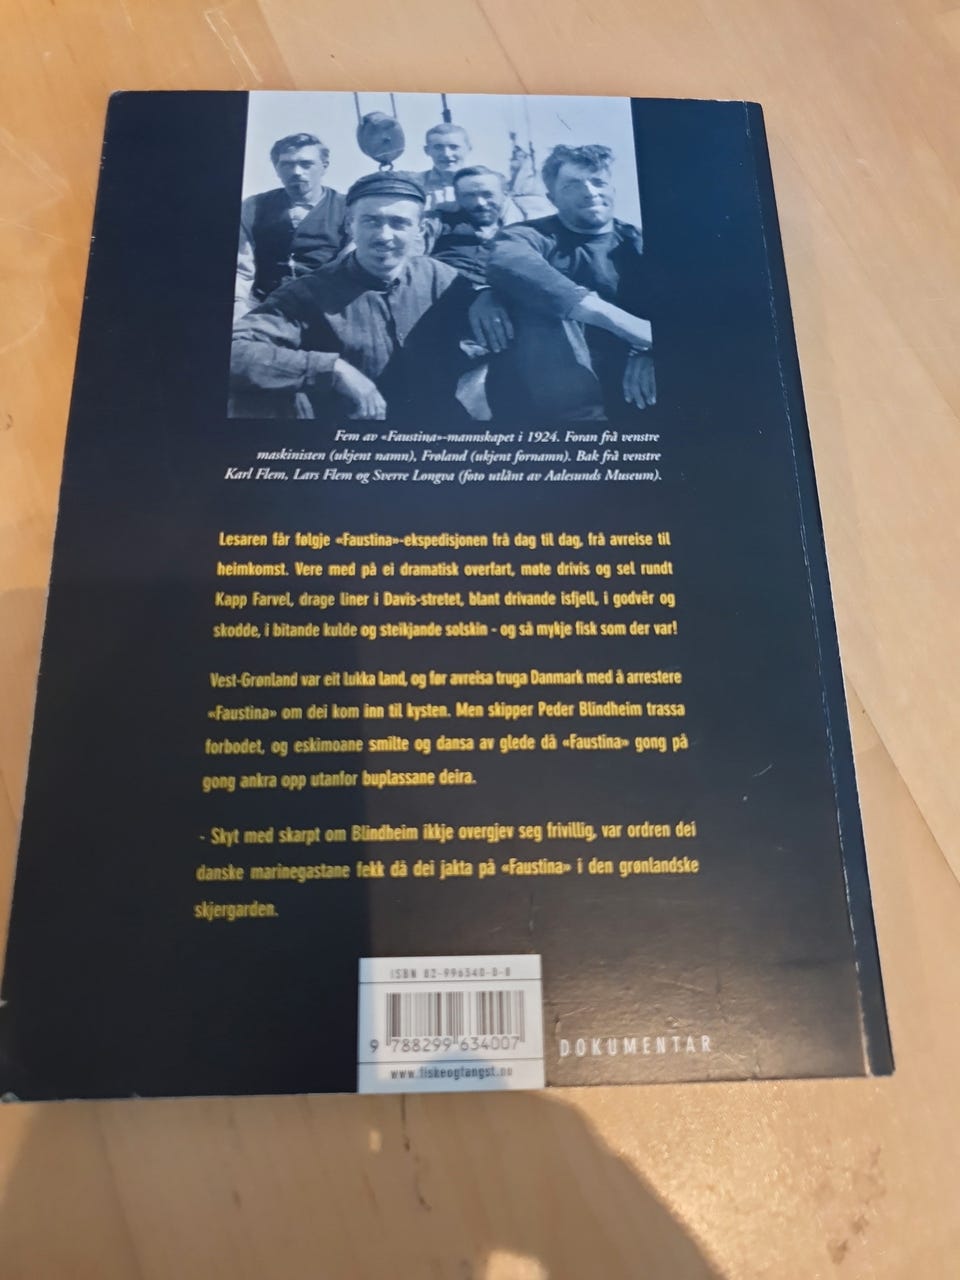 Fem av «Faustina»-mannskapet i 1924. Foran frå venstre
maskinisten (ukjent namn), Frøland (ukjent fornamn). Bak frå venstre
Karl Flem, Lars Flem og Sverre Longva (foto utlånt av Aalesunds Museum).
Lesaren får følgje «Faustina»-ekspedisjonen frå dag til dag, frå avreise til
heimkomst. Vere med på ei dramatisk overfart, møte drivis og sel rundt
Kapp Farvel, drage liner i Davis-stretet, blant drivande isfjell, i godvêr og
skodde, i bitande kulde og steikjande solskin - og så mykje fisk som der var!
Vest-Grønland var eit lukka land, og før avreisa truga Danmark med å arrestere
«Faustina» om dei kom inn til kysten. Men skipper Peder Blindheim trassa
forbodet, og eskimoane smilte og dansa av glede då «Faustina» gong på
gong ankra opp utanfor buplassane deira.
- Skyt med skarpt om Blindheim ikkje overgjev seg frivillig, var ordren dei
danske marinegastane fekk då dei jakta på «Faustina» i den grønlandske
skjergarden.
ISBN 82-996340-0-8
9 788299 634007
www.fiskeogfangst.no
DOKUMENTAR